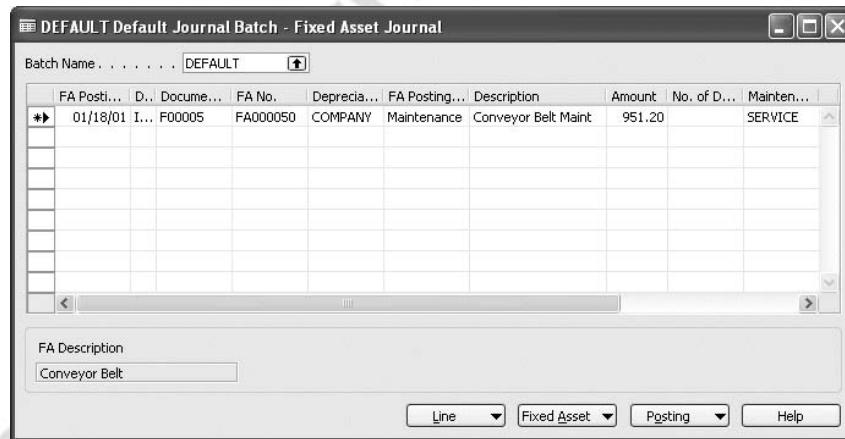 DEFAULT Default Journal Batch - Fixed Asset Journal
Batch Name . . . . . . . DEFAULT
FA Posti... D.. Docume... FA No. Deprecia... FA Posting... Description Amount No. of D... Mainten...
01/18/01 I... F00005 FA000050 COMPANY Maintenance Conveyor Belt Maint 951.20 SERVICE
FA Description
Conveyor Belt
Line Fixed Asset Posting Help